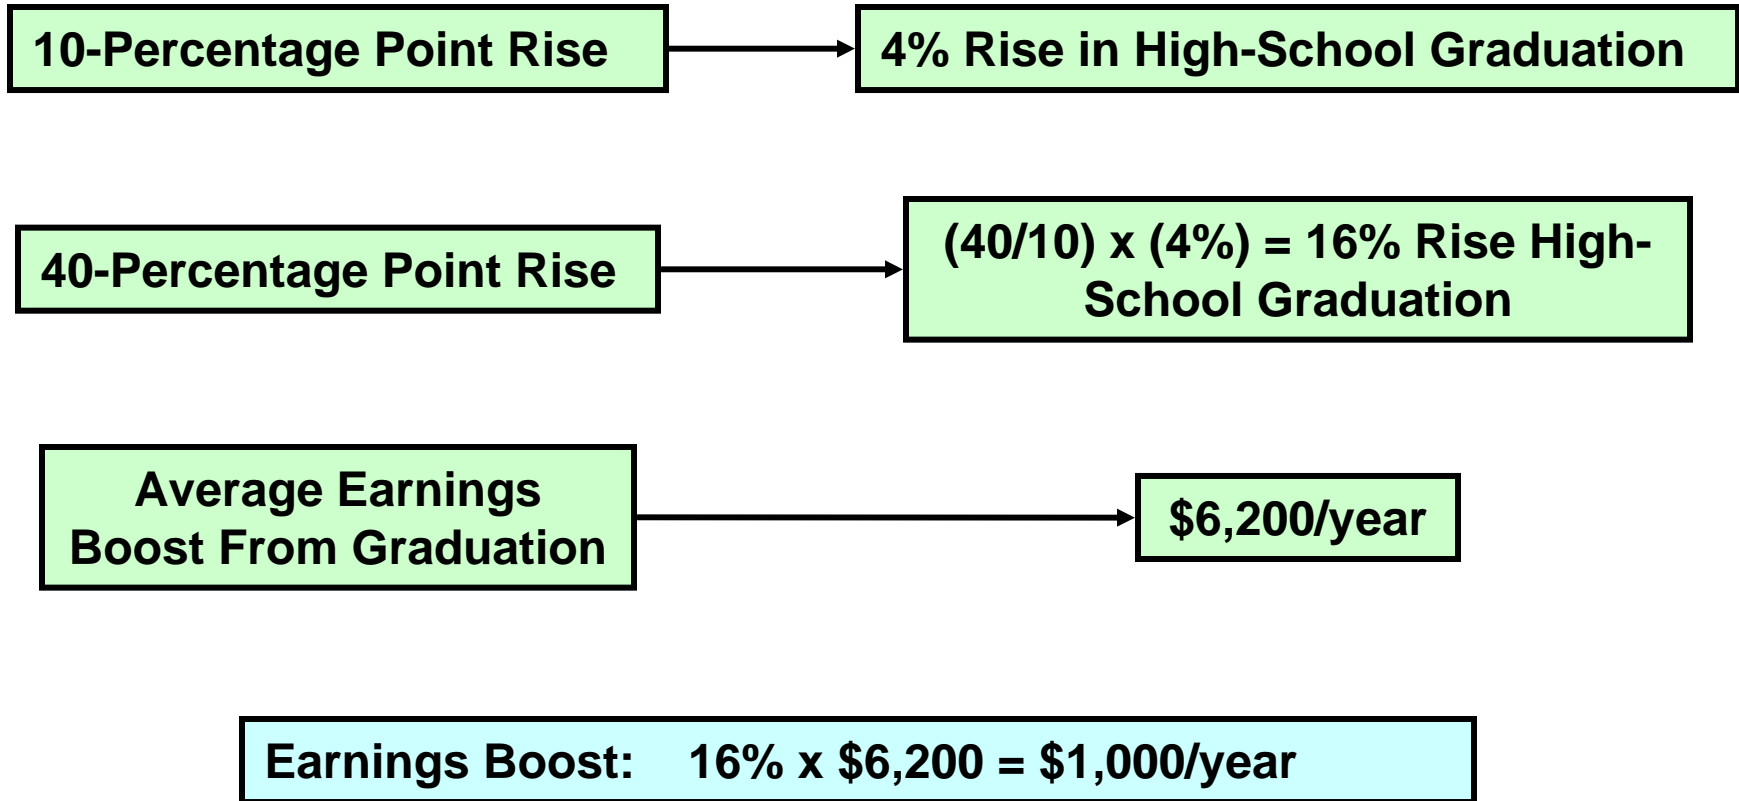 10-Percentage Point Rise
4% Rise in High-School Graduation
40-Percentage Point Rise
(40/10) x (4%) = 16% Rise High-
School Graduation
Average Earnings
Boost From Graduation
$6,200/year
Earnings Boost: 16% x $6,200 = $1,000/year